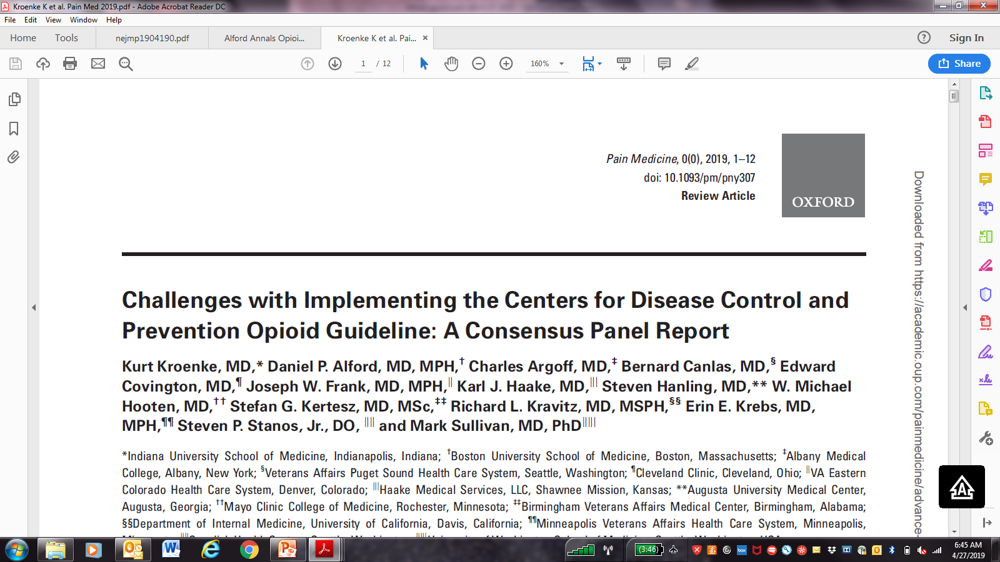 Kroenke K et al. Pain Med 2019.pdf - Adobe Acrobat Reader DC
File Edit View Window Help
Home Tools nejmp1904190.pdf Alford Annals Opioi... Kroenke K et al. Pai... × ? Sign In
1 / 12 160% Share
Pain Medicine, 0(0), 2019, 1–12
doi: 10.1093/pm/pny307
Review Article
OXFORD
Challenges with Implementing the Centers for Disease Control and
Prevention Opioid Guideline: A Consensus Panel Report
Kurt Kroenke, MD,* Daniel P. Alford, MD, MPH,† Charles Argoff, MD,‡ Bernard Canlas, MD,§ Edward
Covington, MD,¶ Joseph W. Frank, MD, MPH,‖ Karl J. Haake, MD,‖| Steven Hanling, MD,** W. Michael
Hooten, MD,†† Stefan G. Kertesz, MD, MSc,‡‡ Richard L. Kravitz, MD, MSPH,§§ Erin E. Krebs, MD,
MPH,¶¶ Steven P. Stanos, Jr., DO, ‖‖ and Mark Sullivan, MD, PhD‖‖|
*Indiana University School of Medicine, Indianapolis, Indiana; †Boston University School of Medicine, Boston, Massachusetts; ‡Albany Medical
College, Albany, New York; §Veterans Affairs Puget Sound Health Care System, Seattle, Washington; ¶Cleveland Clinic, Cleveland, Ohio; ‖VA Eastern
Colorado Health Care System, Denver, Colorado; ‖|Haake Medical Services, LLC, Shawnee Mission, Kansas; **Augusta University Medical Center,
Augusta, Georgia; ††Mayo Clinic College of Medicine, Rochester, Minnesota; ‡‡Birmingham Veterans Affairs Medical Center, Birmingham, Alabama;
§§Department of Internal Medicine, University of California, Davis, California; ¶¶Minneapolis Veterans Affairs Health Care System, Minneapolis,
Downloaded from https://academic.oup.com/painmedicine/advance-
(3:46)
6:45 AM
4/27/2019